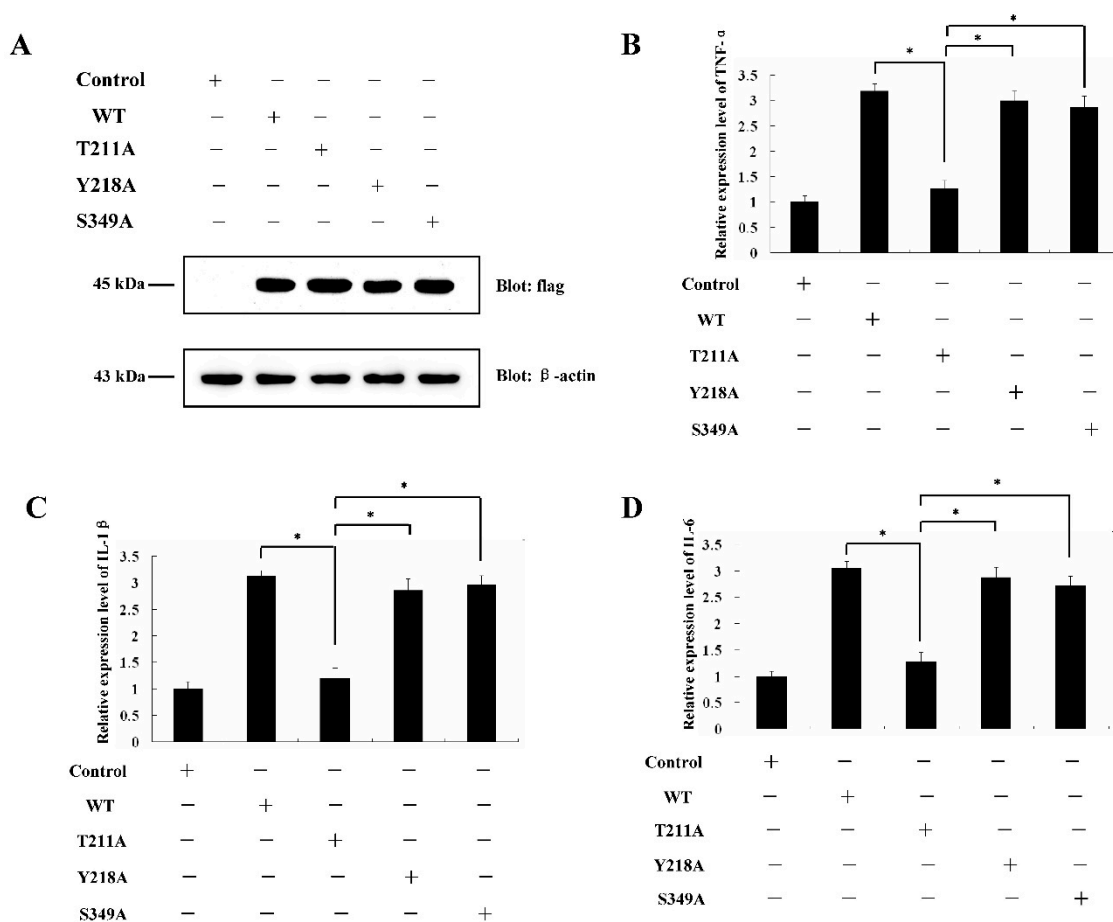 A
Control + − − − −
WT − + − − −
T211A − − + − −
Y218A − − − + −
S349A − − − − +
45 kDa Blot: flag
43 kDa Blot: β-actin
B
Relative expression level of TNF-α
* * *
3.5
3
2.5
2
1.5
1
0.5
0
Control + − − − −
WT − + − − −
T211A − − + − −
Y218A − − − + −
S349A − − − − +
C
Relative expression level of IL-1β
* * *
3.5
3
2.5
2
1.5
1
0.5
0
Control + − − − −
WT − + − − −
T211A − − + − −
Y218A − − − + −
S349A − − − − +
D
Relative expression level of IL-6
* * *
3.5
3
2.5
2
1.5
1
0.5
0
Control + − − − −
WT − + − − −
T211A − − + − −
Y218A − − − + −
S349A − − − − +